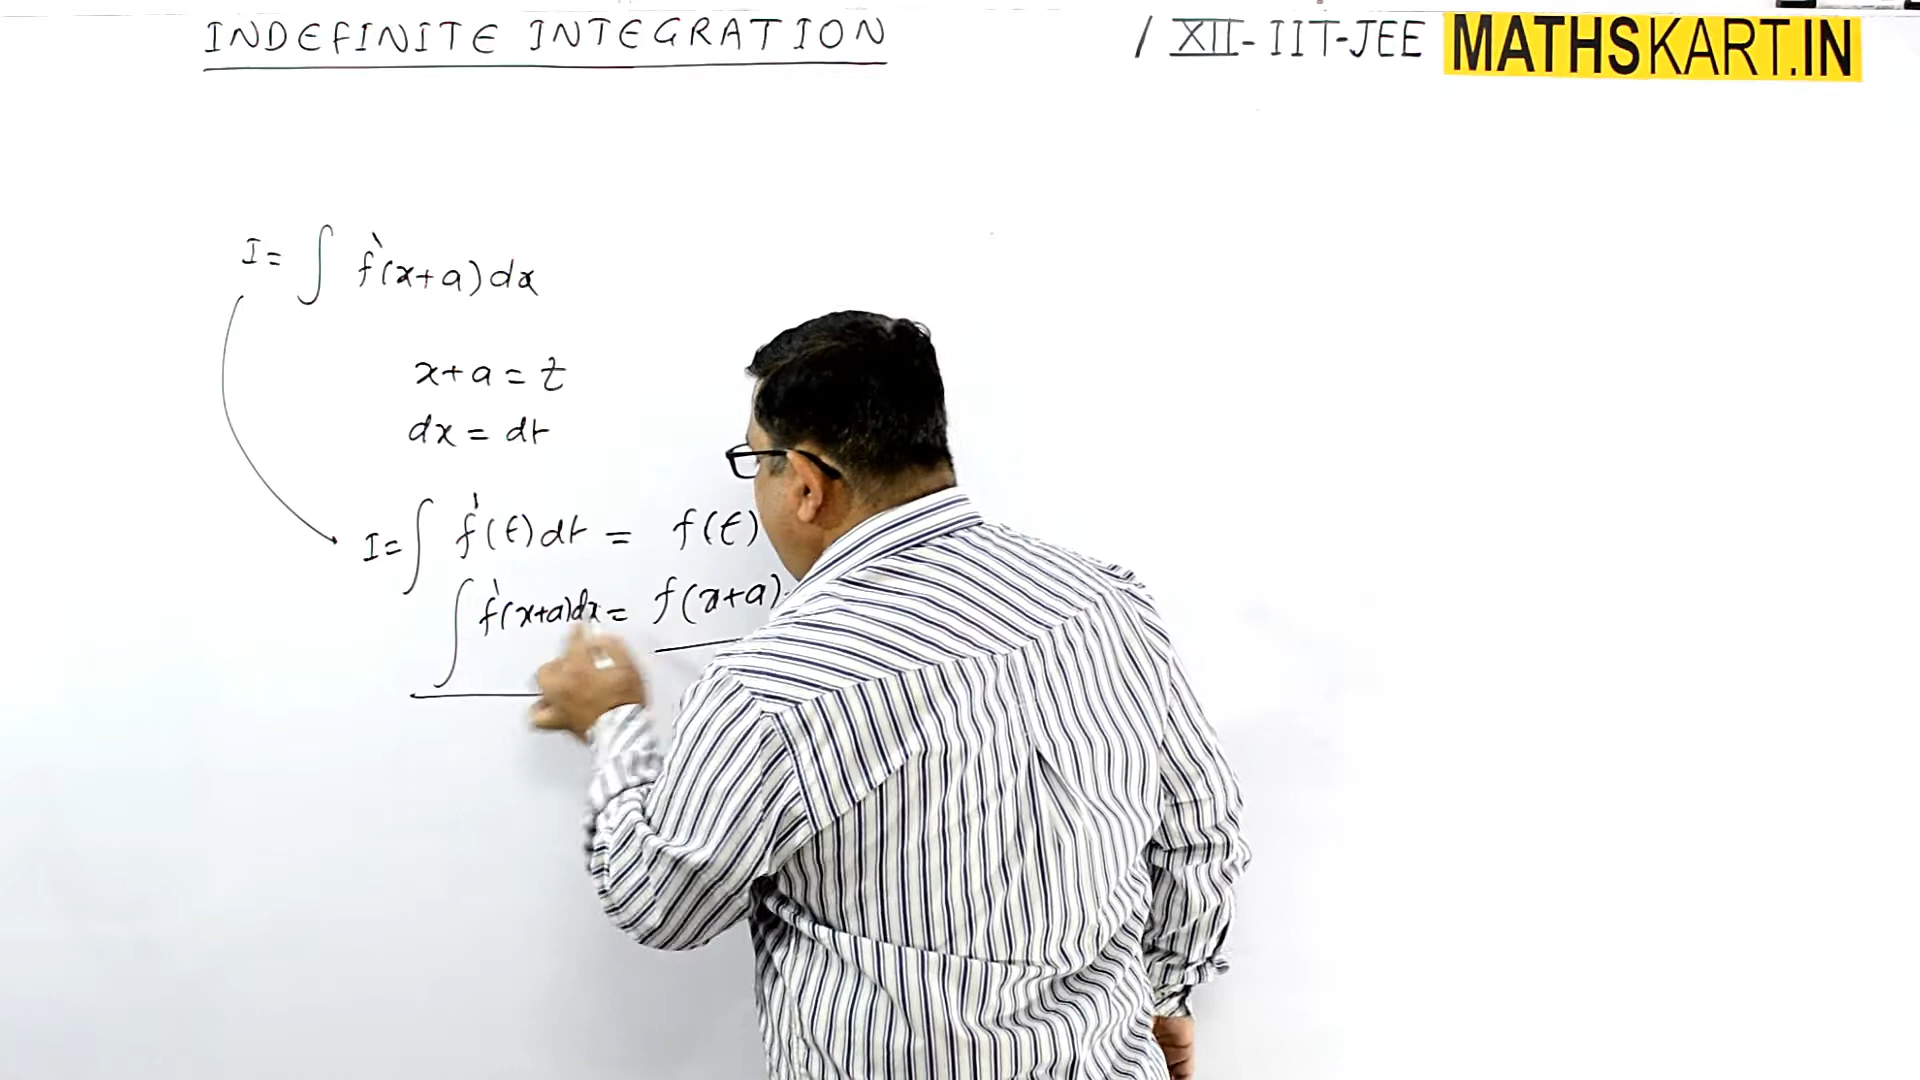 INDEFINITE INTEGRATION / XII-IIT-JEE MATHSKART.IN
I = ∫ f'(x+a)dx
x+a = t
dx = dt
I = ∫ f'(t)dt = f(t)
∫ f'(x+a)dx = f(x+a)